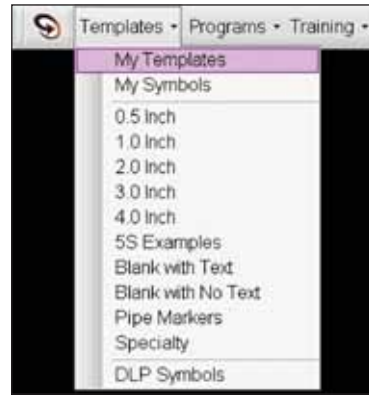 Templates Programs Training
My Templates
My Symbols
0.5 Inch
1.0 Inch
2.0 Inch
3.0 Inch
4.0 Inch
5S Examples
Blank with Text
Blank with No Text
Pipe Markers
Specialty
DLP Symbols